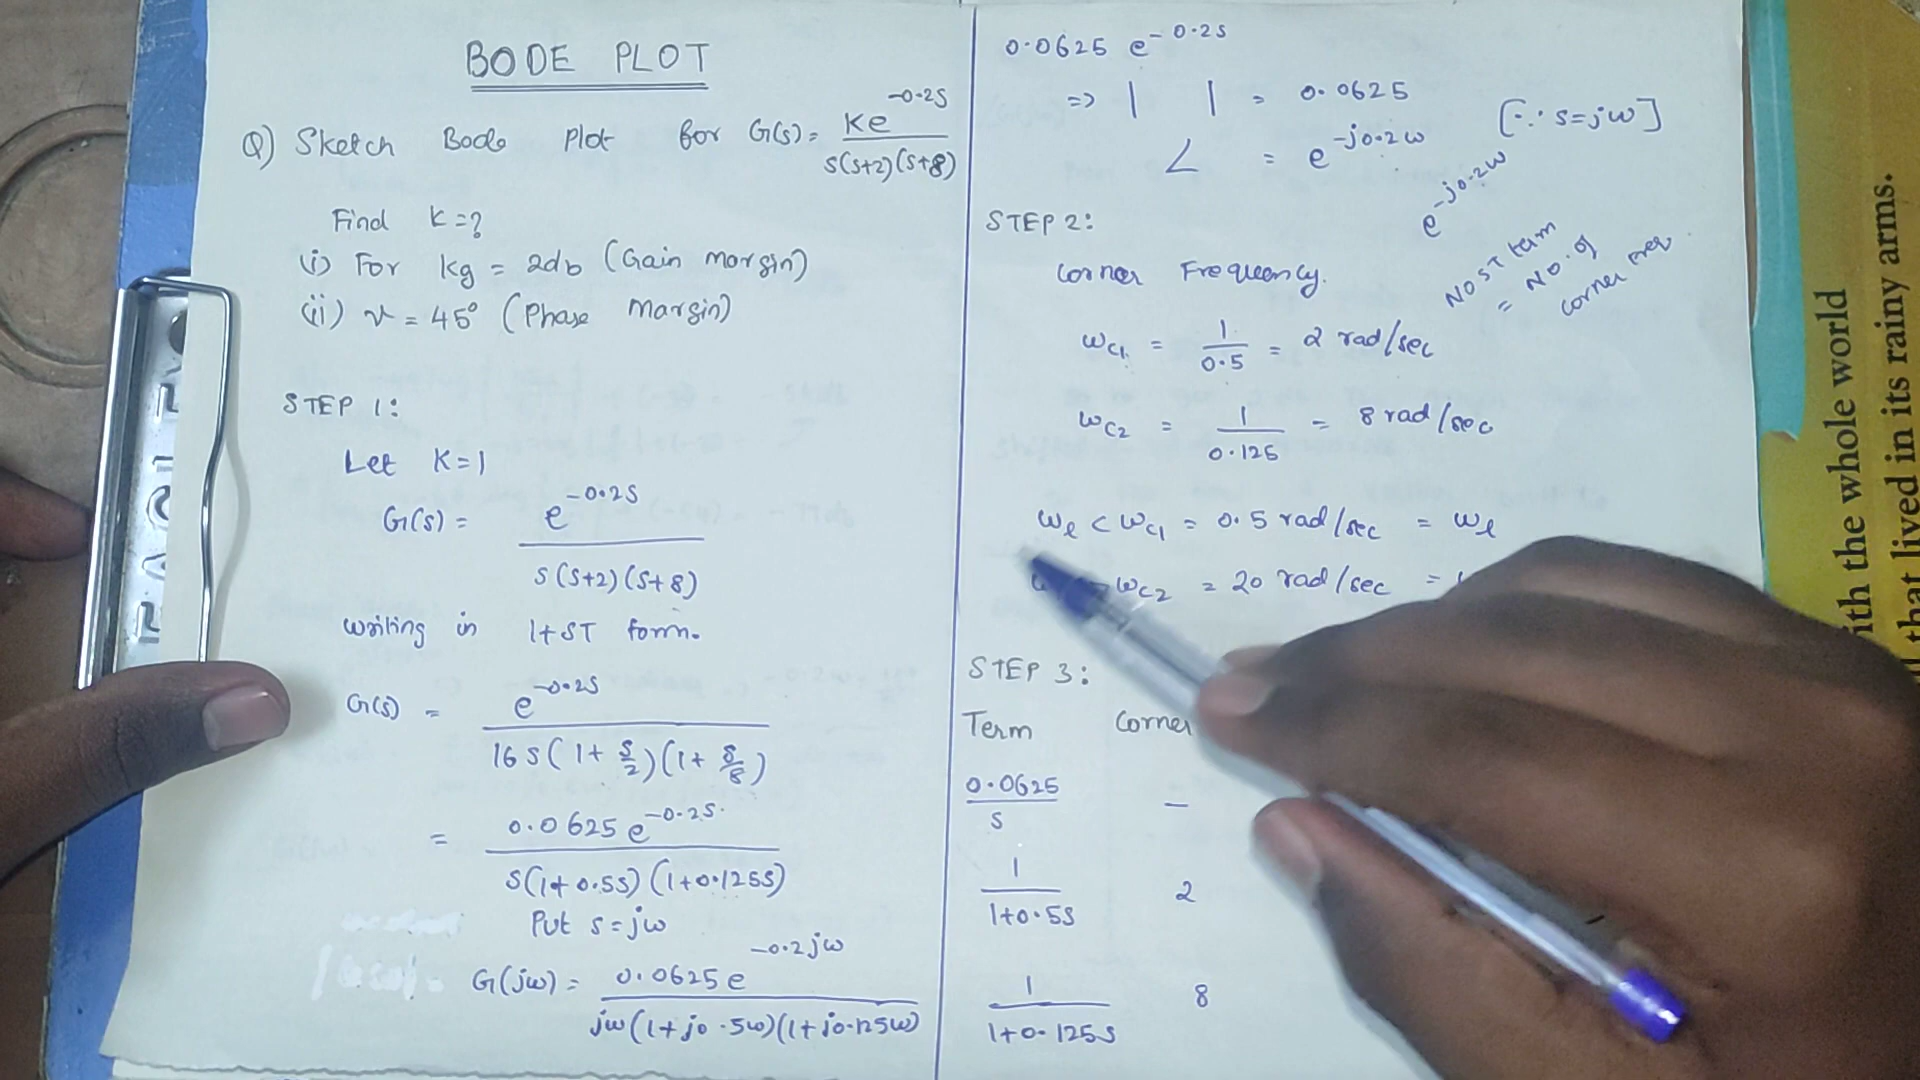 BODE PLOT
Q) Sketch Bode Plot for G(s) = Ke^-0.2s / s(s+2)(s+8)
Find K=?
(i) For kg = 2db (Gain Margin)
(ii) γ = 45° (Phase Margin)
STEP 1:
Let K=1
G(s) = e^-0.2s / s(s+2)(s+8)
Writing in 1+ST form.
G(s) = e^-0.2s / 16s(1+ s/2)(1+ s/8)
= 0.0625 e^-0.2s / s(1+0.5s)(1+0.125s)
Put s=jω
G(jω) = 0.0625 e^-0.2jω / jω(1+j0.5ω)(1+j0.125ω)
0.0625 e^-0.2s
=> | | = 0.0625
∠ = e^-j0.2ω [∵ s=jω]
e^-j0.2ω
NO ST term
= NO. of
corner
STEP 2:
Corner Frequency.
ωc1 = 1/0.5 = 2 rad/sec
ωc2 = 1/0.125 = 8 rad/sec
ωl < ωc1 = 0.5 rad/sec = ωl
> ωc2 = 20 rad/sec =
STEP 3:
Term Corner
0.0625/s —
1/1+0.5s 2
1/1+0.125s 8
ith the whole world
that lived in its rainy arms.